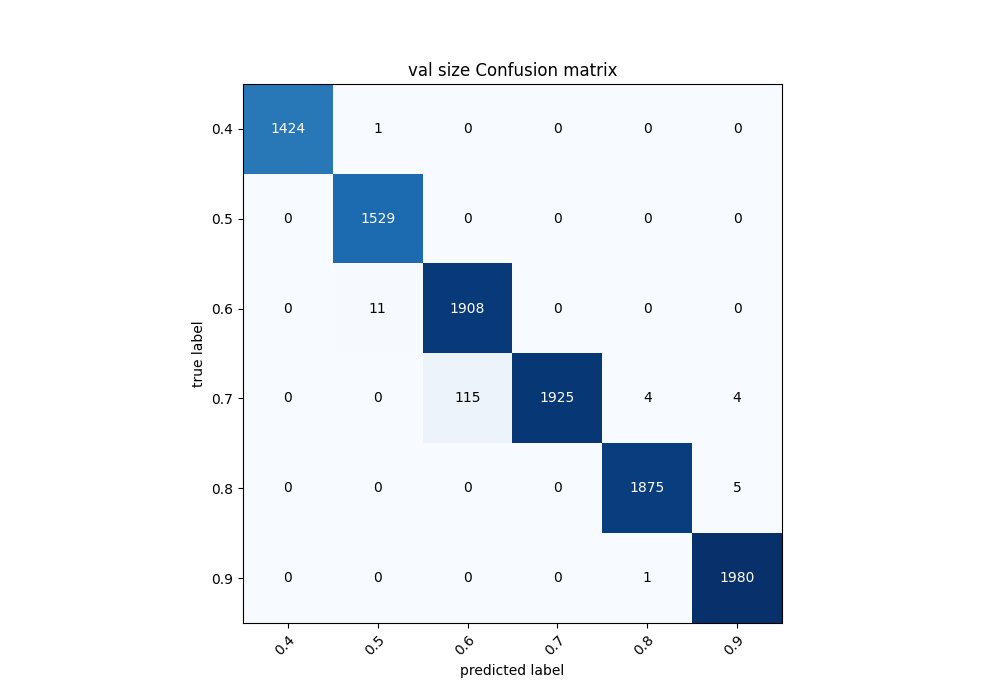 val size Confusion matrix
0.4 1424 1 0 0 0 0
0.5 0 1529 0 0 0 0
0.6 0 11 1908 0 0 0
0.7 0 0 115 1925 4 4
0.8 0 0 0 0 1875 5
0.9 0 0 0 0 1 1980
true label
0.4 0.5 0.6 0.7 0.8 0.9
predicted label